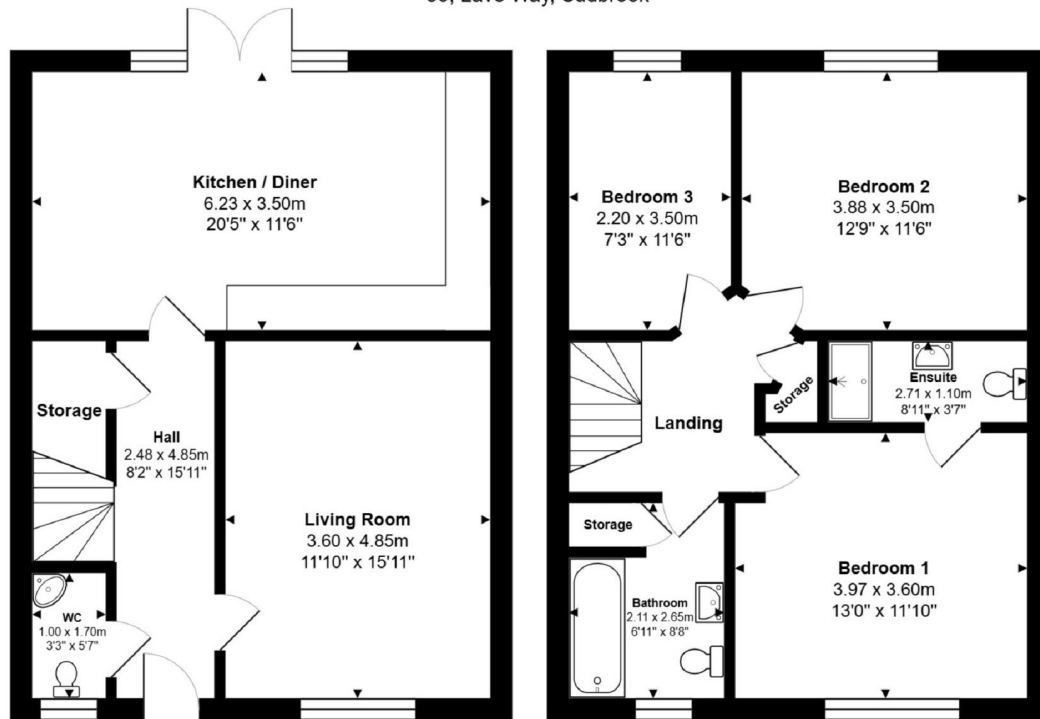 Kitchen / Diner
6.23 x 3.50m
20'5" x 11'6"
Storage
Hall
2.48 x 4.85m
8'2" x 15'11"
Living Room
3.60 x 4.85m
11'10" x 15'11"
WC
1.00 x 1.70m
3'3" x 5'7"
Bedroom 3
2.20 x 3.50m
7'3" x 11'6"
Bedroom 2
3.88 x 3.50m
12'9" x 11'6"
Ensuite
2.71 x 1.10m
8'11" x 3'7"
Storage
Landing
Storage
Bathroom
2.11 x 2.65m
6'11" x 8'8"
Bedroom 1
3.97 x 3.60m
13'0" x 11'10"